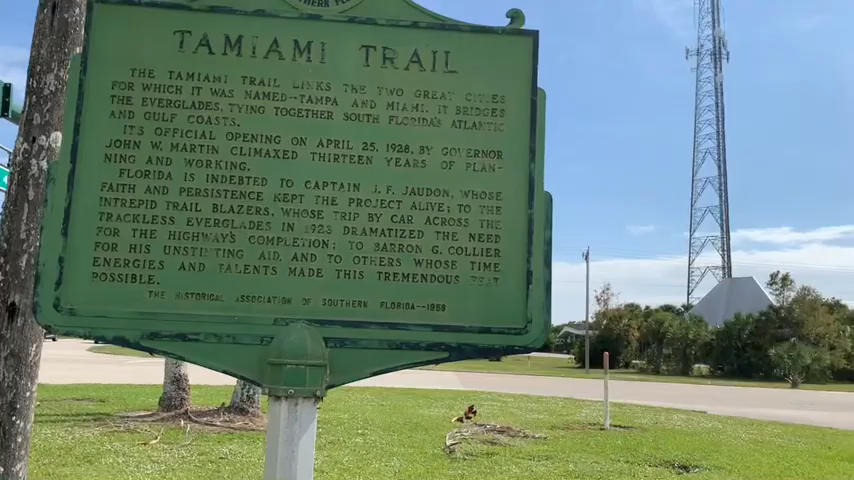 THERN FL
TAMIAMI TRAIL
THE TAMIAMI TRAIL LINKS THE TWO GREAT CITIES
FOR WHICH IT WAS NAMED--TAMPA AND MIAMI. IT BRIDGES
THE EVERGLADES, TYING TOGETHER SOUTH FLORIDA'S ATLANTIC
AND GULF COASTS.
ITS OFFICIAL OPENING ON APRIL 25, 1928, BY GOVERNOR
JOHN W. MARTIN CLIMAXED THIRTEEN YEARS OF PLAN-
NING AND WORKING.
FLORIDA IS INDEBTED TO CAPTAIN J.F. JAUDON, WHOSE
FAITH AND PERSISTENCE KEPT THE PROJECT ALIVE; TO THE
INTREPID TRAIL BLAZERS, WHOSE TRIP BY CAR ACROSS THE
TRACKLESS EVERGLADES IN 1923 DRAMATIZED THE NEED
FOR THE HIGHWAY'S COMPLETION; TO BARRON G. COLLIER
FOR HIS UNSTINTING AID, AND TO OTHERS WHOSE TIME
ENERGIES AND TALENTS MADE THIS TREMENDOUS FEAT
POSSIBLE.
THE HISTORICAL ASSOCIATION OF SOUTHERN FLORIDA--1958